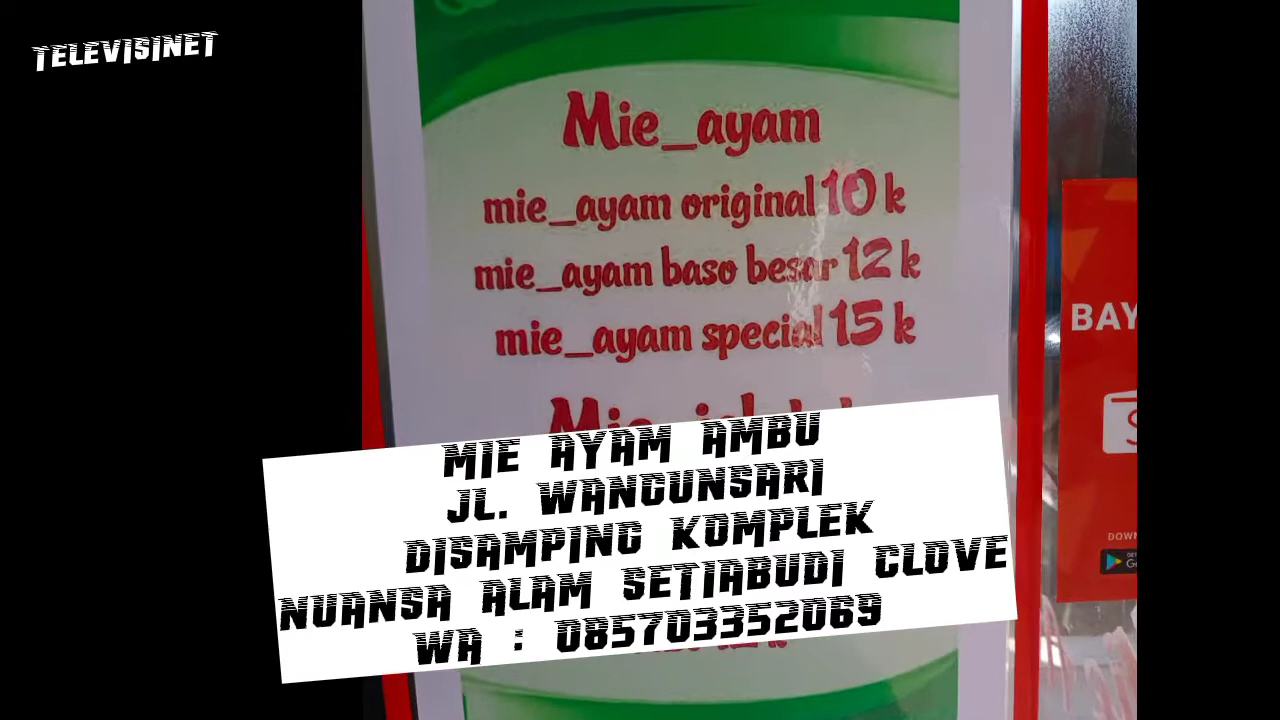 TELEVISINET
Mie_ayam
mie_ayam original 10 k
mie_ayam baso besar 12 k
mie_ayam special 15 k
BAY
MIE AYAM AMBU
JL. WANGUNSARI
DISAMPING KOMPLEK
NUANSA ALAM SETIABUDI CLOVE
WA : 085703352069